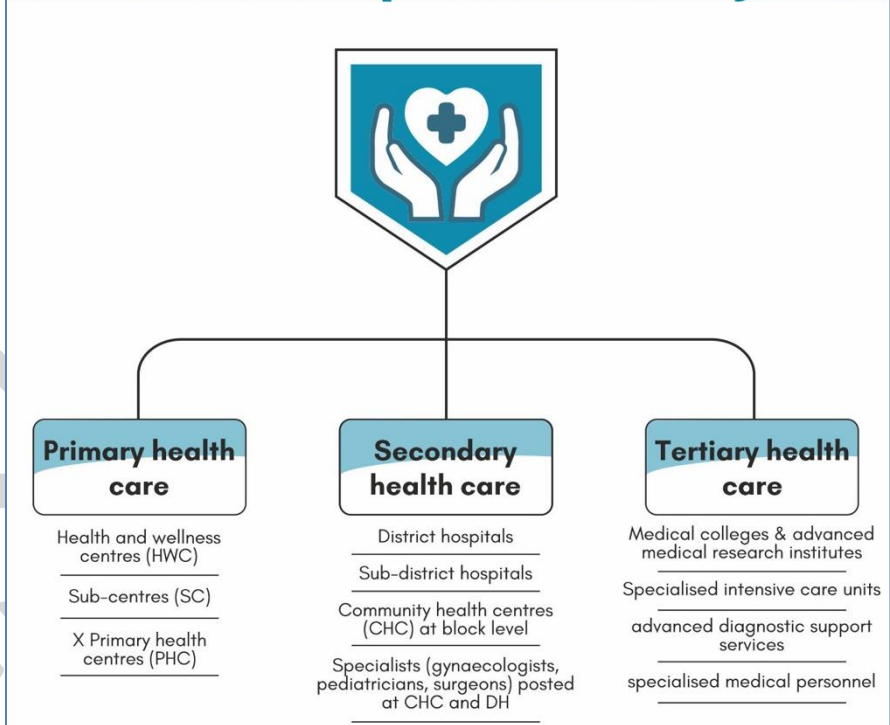 Primary health
care
Health and wellness
centres (HWC)
Sub-centres (SC)
X Primary health
centres (PHC)
Secondary
health care
District hospitals
Sub-district hospitals
Community health centres
(CHC) at block level
Specialists (gynaecologists,
pediatricians, surgeons) posted
at CHC and DH
Tertiary health
care
Medical colleges & advanced
medical research institutes
Specialised intensive care units
advanced diagnostic support
services
specialised medical personnel